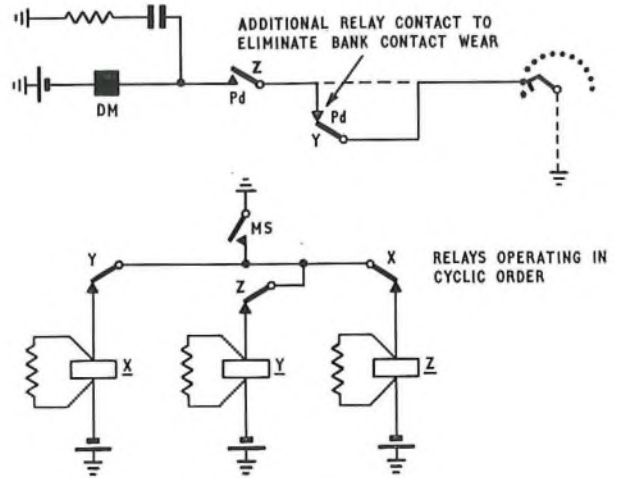 ADDITIONAL RELAY CONTACT TO
ELIMINATE BANK CONTACT WEAR
Z
DM
Pd
Pd
Y
MS
Y
X
RELAYS OPERATING IN
CYCLIC ORDER
Z
X
Y
Z